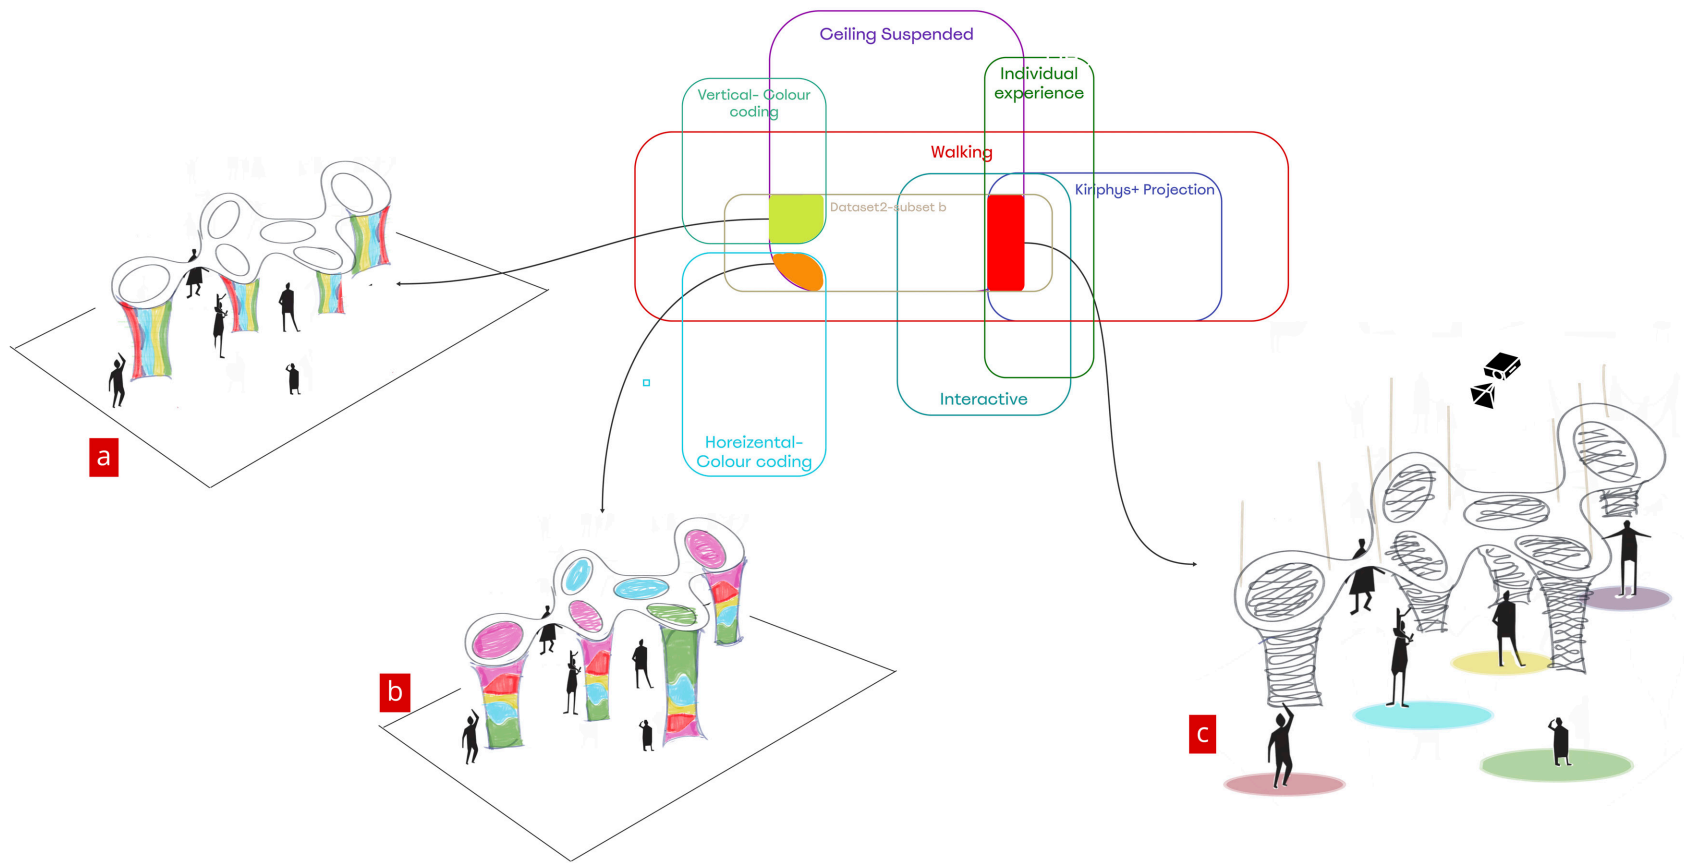 Ceiling Suspended
Individual
experience
Vertical- Colour
coding
Walking
Kiriphys+ Projection
Dataset2-subset b
Interactive
Horeizental-
Colour coding
a
b
c